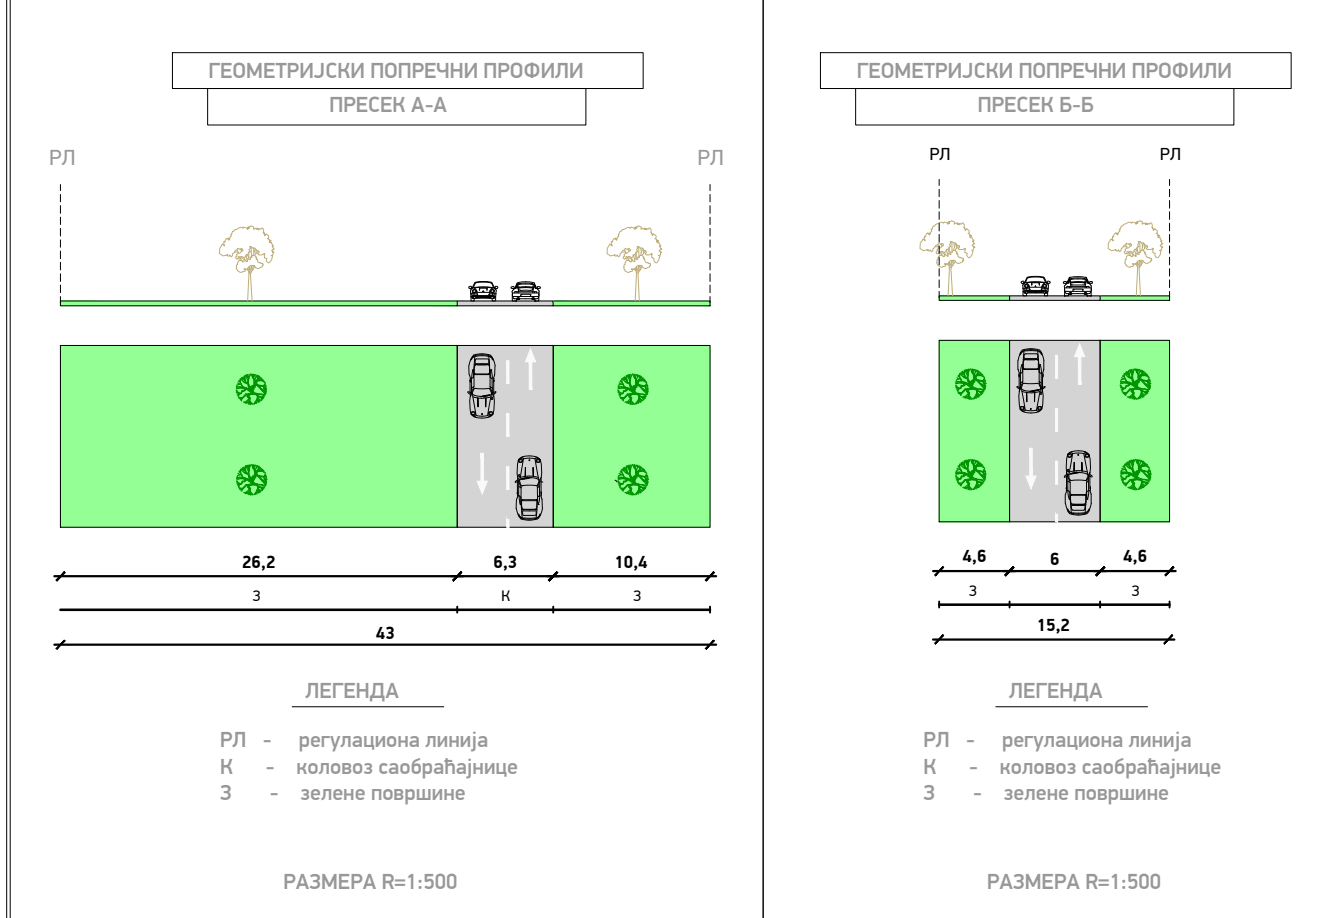 ГЕОМЕТРИЈСКИ ПОПРЕЧНИ ПРОФИЛИ
ПРЕСЕК А-А
РЛ РЛ
26,2 6,3 10,4
З К З
43
ЛЕГЕНДА
РЛ - регулациона линија
К - коловоз саобраћајнице
З - зелене површине
РАЗМЕРА R=1:500
ГЕОМЕТРИЈСКИ ПОПРЕЧНИ ПРОФИЛИ
ПРЕСЕК Б-Б
РЛ РЛ
4,6 6 4,6
З З
15,2
ЛЕГЕНДА
РЛ - регулациона линија
К - коловоз саобраћајнице
З - зелене површине
РАЗМЕРА R=1:500